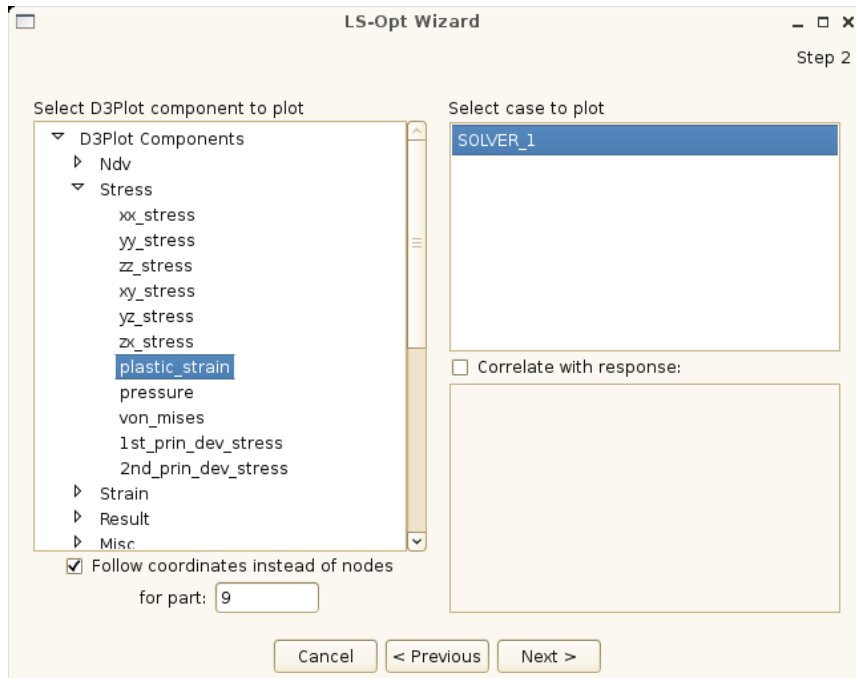 LS-Opt Wizard
Step 2
Select D3Plot component to plot
Select case to plot
D3Plot Components
SOLVER_1
Ndv
Stress
xx_stress
yy_stress
zz_stress
xy_stress
yz_stress
zx_stress
plastic_strain
Correlate with response:
pressure
von_mises
1st_prin_dev_stress
2nd_prin_dev_stress
Strain
Result
Misc
Follow coordinates instead of nodes
for part: 9
Cancel
< Previous
Next >